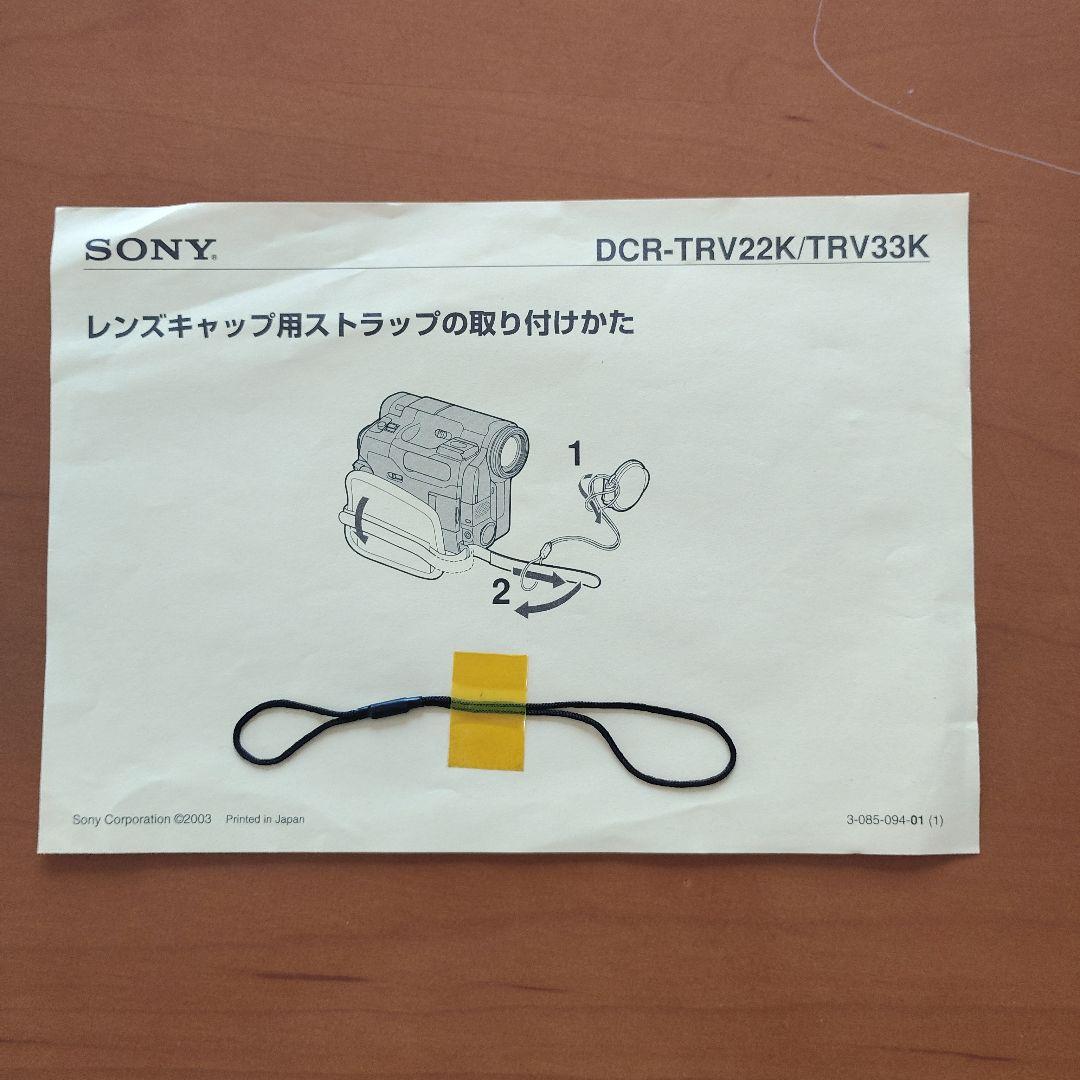 SONY®
DCR-TRV22K/TRV33K
レンズキャップ用ストラップの取り付けかた
1
2
Sony Corporation ©2003 Printed in Japan
3-085-094-01 (1)